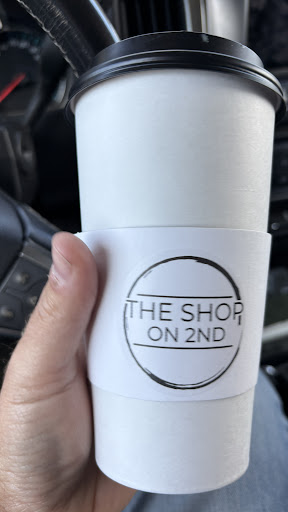 THE SHOP
ON 2ND